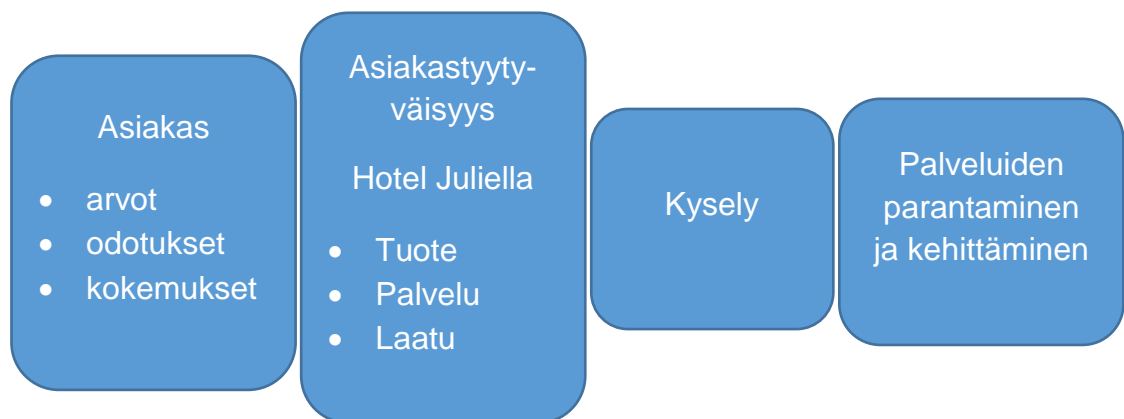 Asiakas
• arvot
• odotukset
• kokemukset
Asiakastyyty-
väisyys
Hotel Juliella
• Tuote
• Palvelu
• Laatu
Kysely
Palveluiden
parantaminen
ja kehittäminen